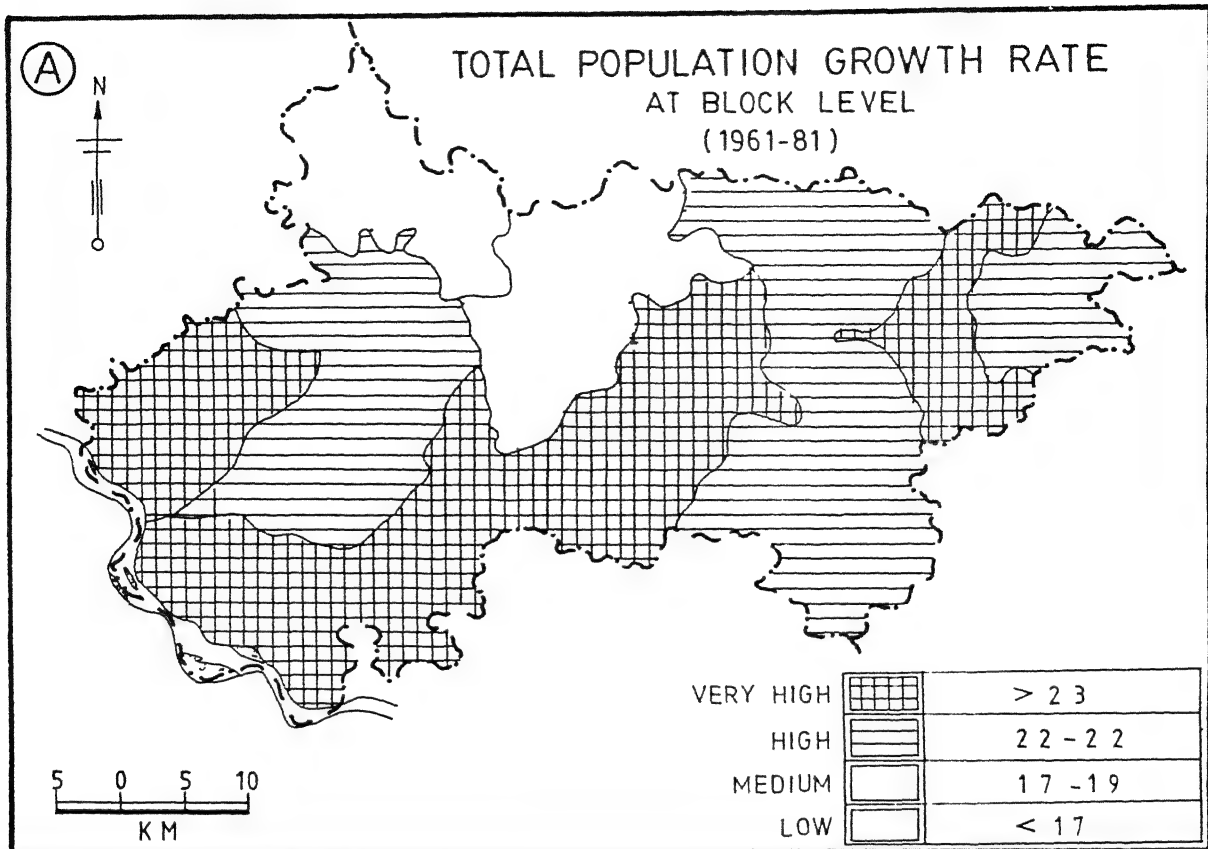 A
N
TOTAL POPULATION GROWTH RATE
AT BLOCK LEVEL
(1961-81)
VERY HIGH > 23
HIGH 22-22
MEDIUM 17-19
LOW < 17
5 0 5 10
KM